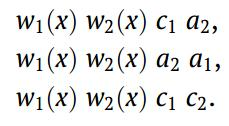 w₁(x) w₂(x) c₁ a₂,
w₁(x) w₂(x) a₂ a₁,
w₁(x) w₂(x) c₁ c₂.